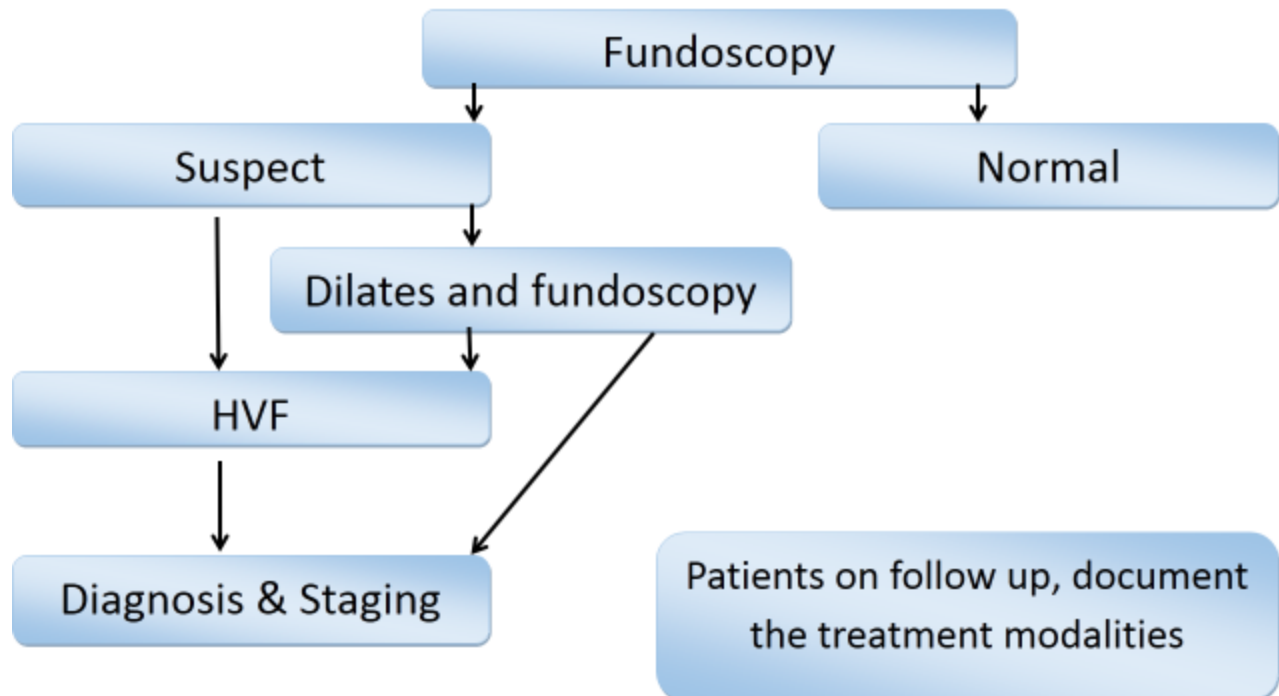 Fundoscopy
Suspect
Normal
Dilates and fundoscopy
HVF
Diagnosis & Staging
Patients on follow up, document
the treatment modalities